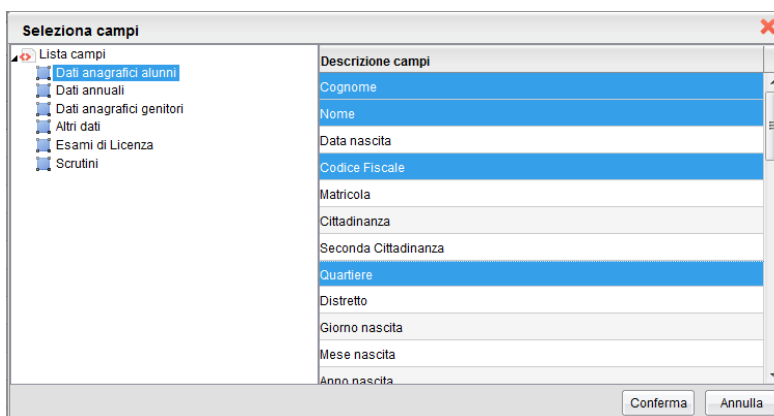 Seleziona campi
Lista campi
Dati anagrafici alunni
Dati annuali
Dati anagrafici genitori
Altri dati
Esami di Licenza
Scrutini
Descrizione campi
Cognome
Nome
Data nascita
Codice Fiscale
Matricola
Cittadinanza
Seconda Cittadinanza
Quartiere
Distretto
Giorno nascita
Mese nascita
Anno nascita
Conferma
Annulla